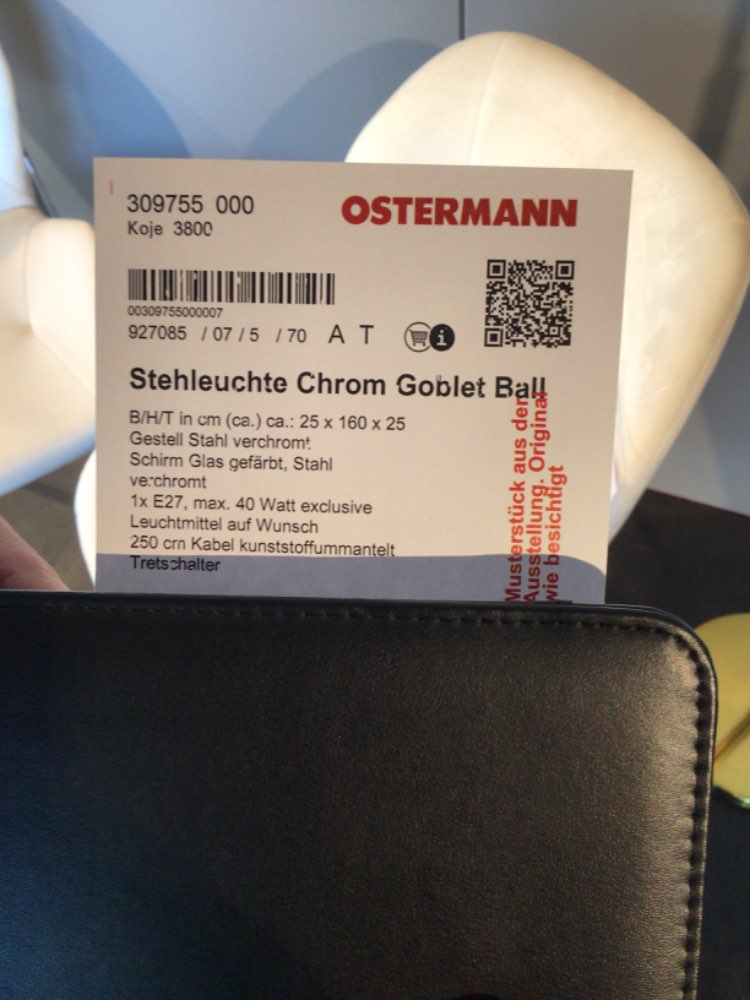 309755 000
Koje 3800
OSTERMANN
00309755000007
927085 / 07 / 5 / 70 A T
Stehleuchte Chrom Goblet Ball
B/H/T in cm (ca.) ca.: 25 x 160 x 25
Gestell Stahl verchromt
Schirm Glas gefärbt, Stahl
verchromt
1x E27, max. 40 Watt exclusive
Leuchtmittel auf Wunsch
250 cm Kabel kunststoffummantelt
Tretschalter
Musterstück aus der
Ausstellung. Original
wie besichtigt